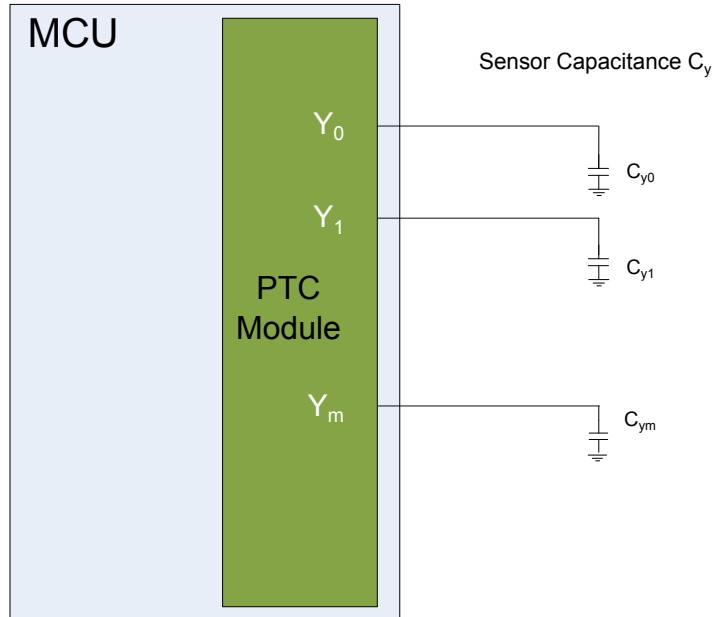 MCU
Sensor Capacitance Cy
Y0
Cy0
Y1
Cy1
PTC
Module
Ym
Cym